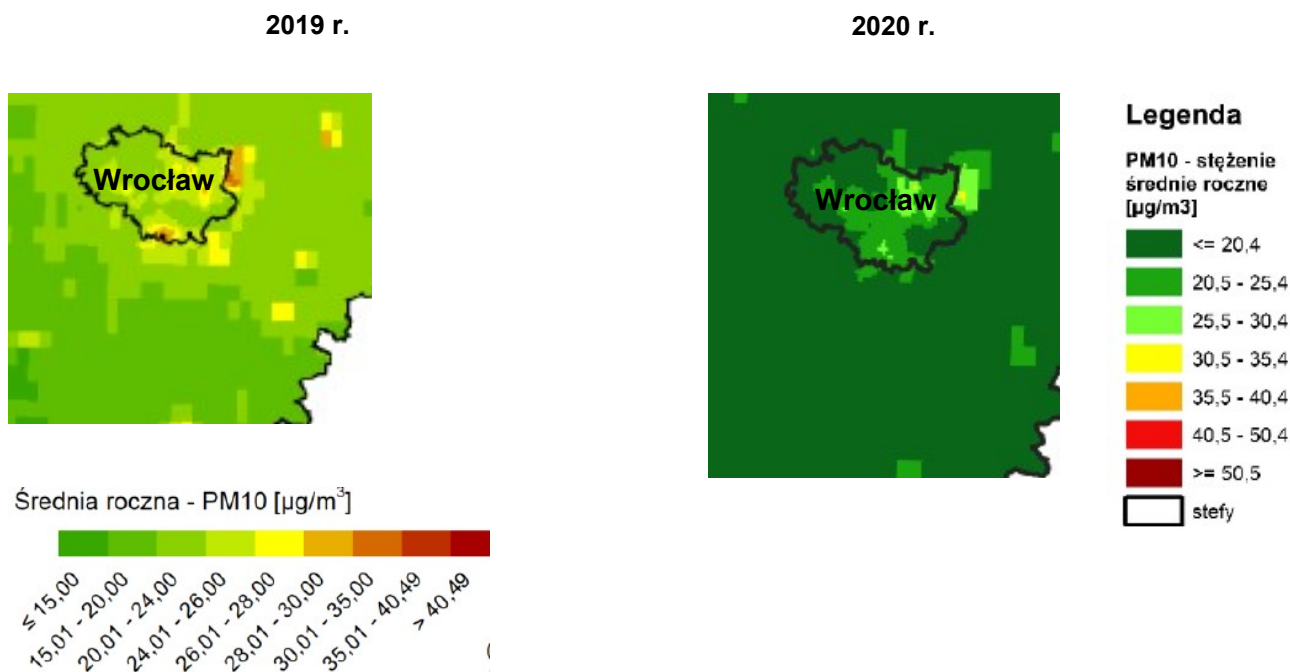 2019 r.
2020 r.
Wrocław
Wrocław
Średnia roczna - PM10 [µg/m³]
≤ 15,00
15,01 - 20,00
20,01 - 24,00
24,01 - 26,00
26,01 - 28,00
28,01 - 30,00
30,01 - 35,00
35,01 - 40,49
> 40,49
Legenda
PM10 - stężenie
średnie roczne
[µg/m3]
<= 20,4
20,5 - 25,4
25,5 - 30,4
30,5 - 35,4
35,5 - 40,4
40,5 - 50,4
>= 50,5
stefy